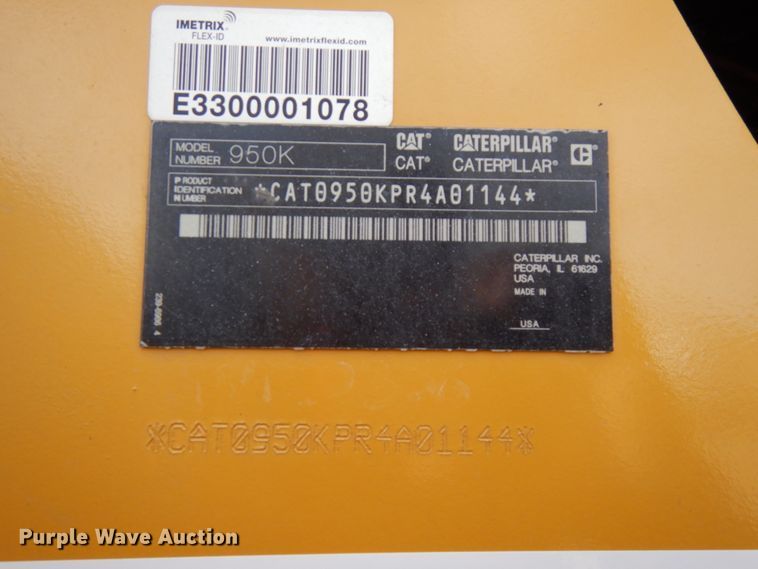 IMETRIX
FLEX-ID
www.imetrixflexid.com
E3300001078
MODEL NUMBER 950K
CAT® CATERPILLAR®
CAT® CATERPILLAR®
PRODUCT IDENTIFICATION NUMBER *CAT0950KPR4A01144*
CATERPILLAR INC.
PEORIA, IL 61629
USA
MADE IN
USA
*CAT0950KPR4A01144*
Purple Wave Auction